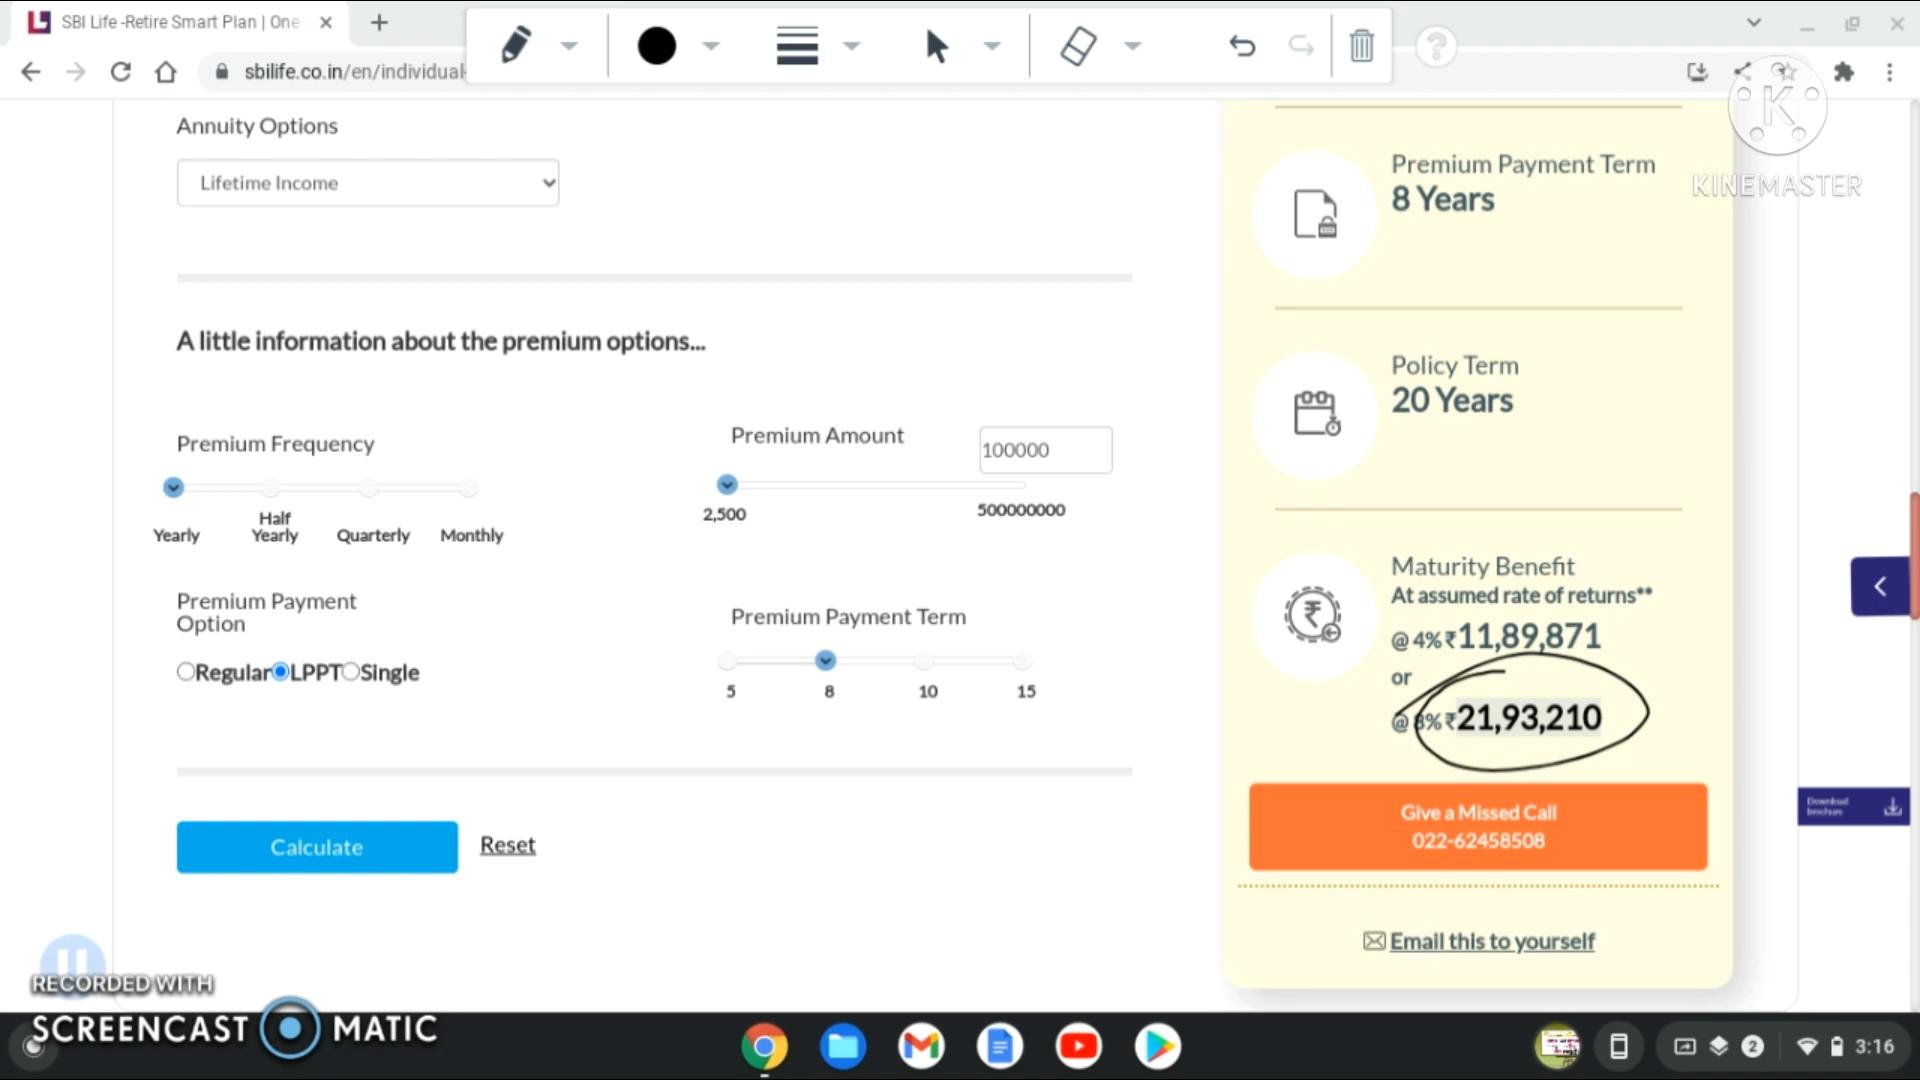 SBI Life -Retire Smart Plan | One
sbilife.co.in/en/individual-
KINEMASTER
Annuity Options
Lifetime Income
A little information about the premium options...
Premium Frequency
Yearly
Half
Yearly
Quarterly
Monthly
Premium Amount
100000
2,500
500000000
Premium Payment
Option
Regular LPPT Single
Premium Payment Term
5 8 10 15
Calculate
Reset
Premium Payment Term
8 Years
Policy Term
20 Years
Maturity Benefit
At assumed rate of returns**
@ 4% ₹11,89,871
or
@ 8% ₹21,93,210
Give a Missed Call
022-62458508
Email this to yourself
Download
brochure
RECORDED WITH
SCREENCAST MATIC
2
3:16